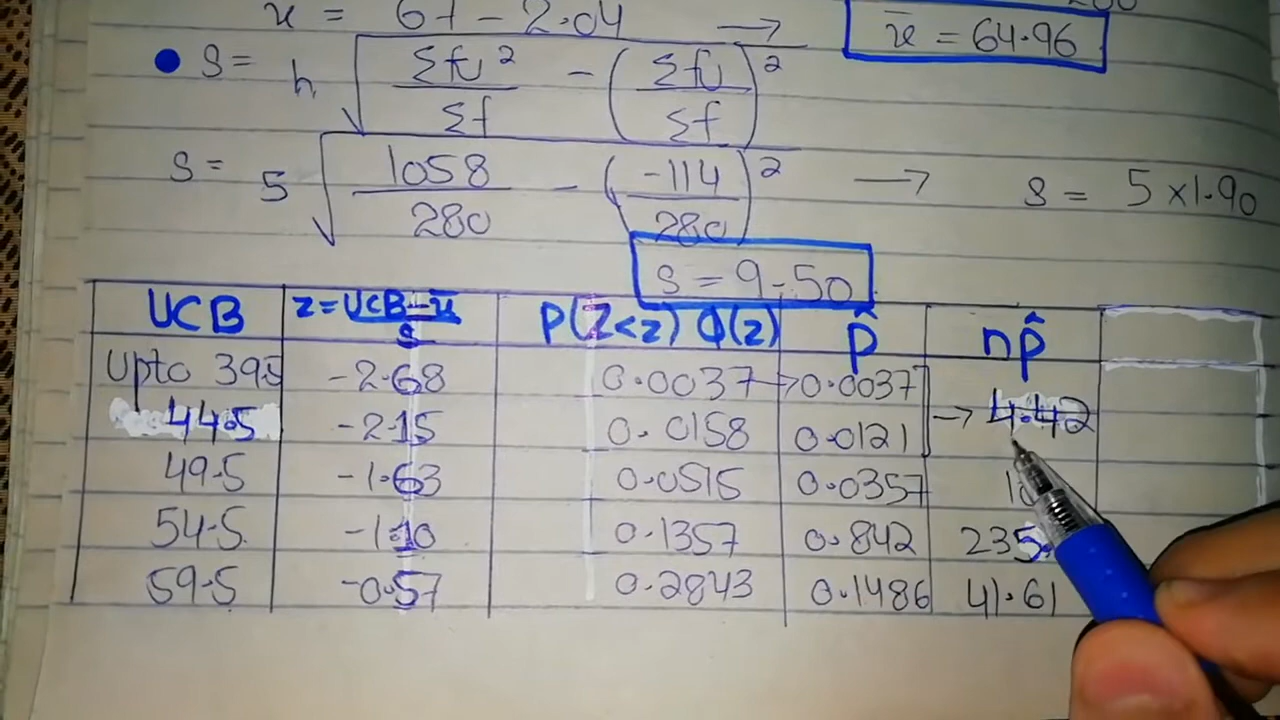 x = 67 - 2.04 → x̄ = 64.96
S = h √ Σfu² / Σf - (Σfu / Σf)²
S = 5 √ 1058 / 280 - (-114 / 280)² → S = 5 × 1.90
S = 9.50
UCB z = UCB - x̄ / s P(Z<z) Φ(z) p̂ np̂
Upto 39.5 -2.68 0.0037 → 0.0037
44.5 -2.15 0.0158 0.0121 → 4.42
49.5 -1.63 0.0515 0.0357
54.5 -1.10 0.1357 0.842 235.
59.5 -0.57 0.2843 0.1486 41.61